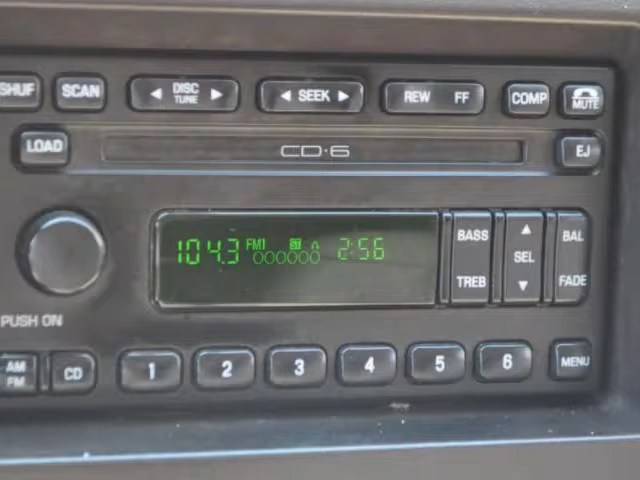 SHUF SCAN ◄ DISC TUNE ► ◄ SEEK ► REW FF COMP MUTE
LOAD CD·6 EJ
104.3 FM1 CD 2:56 BASS ▲ BAL
SEL
TREB ▼ FADE
PUSH ON
AM FM CD 1 2 3 4 5 6 MENU